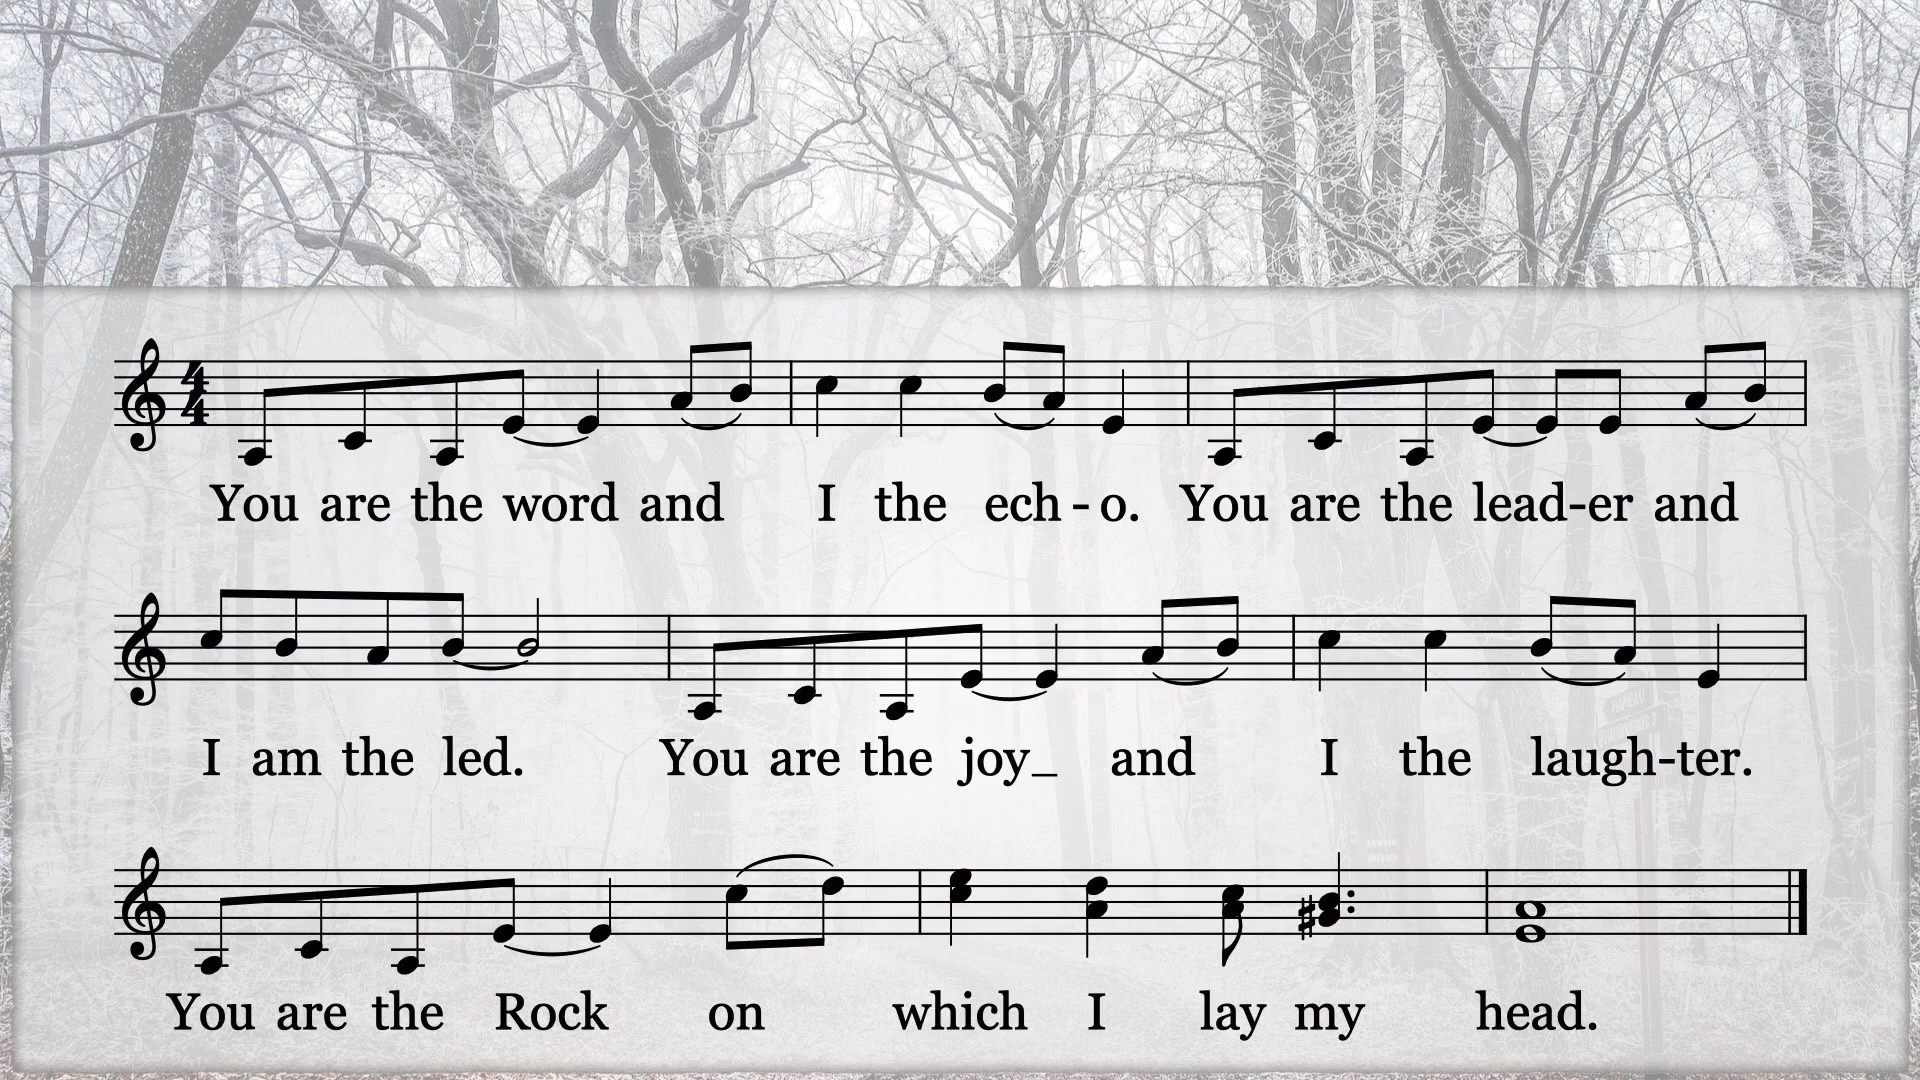 You are the word and I the ech - o. You are the lead-er and
I am the led. You are the joy_ and I the laugh-ter.
You are the Rock on which I lay my head.